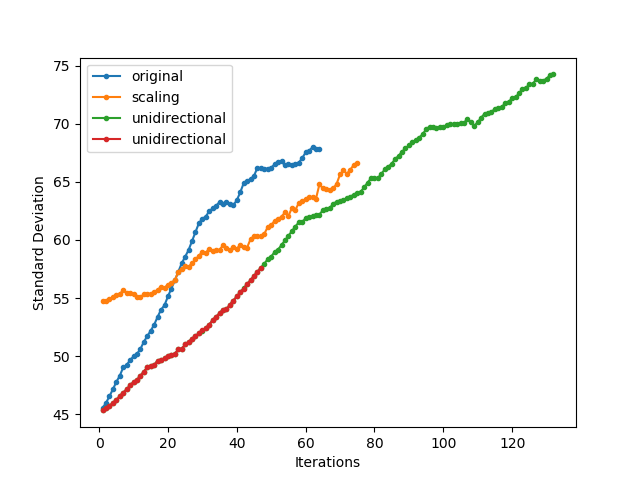 75
70
65
60
55
50
45
Standard Deviation
original
scaling
unidirectional
unidirectional
0 20 40 60 80 100 120
Iterations